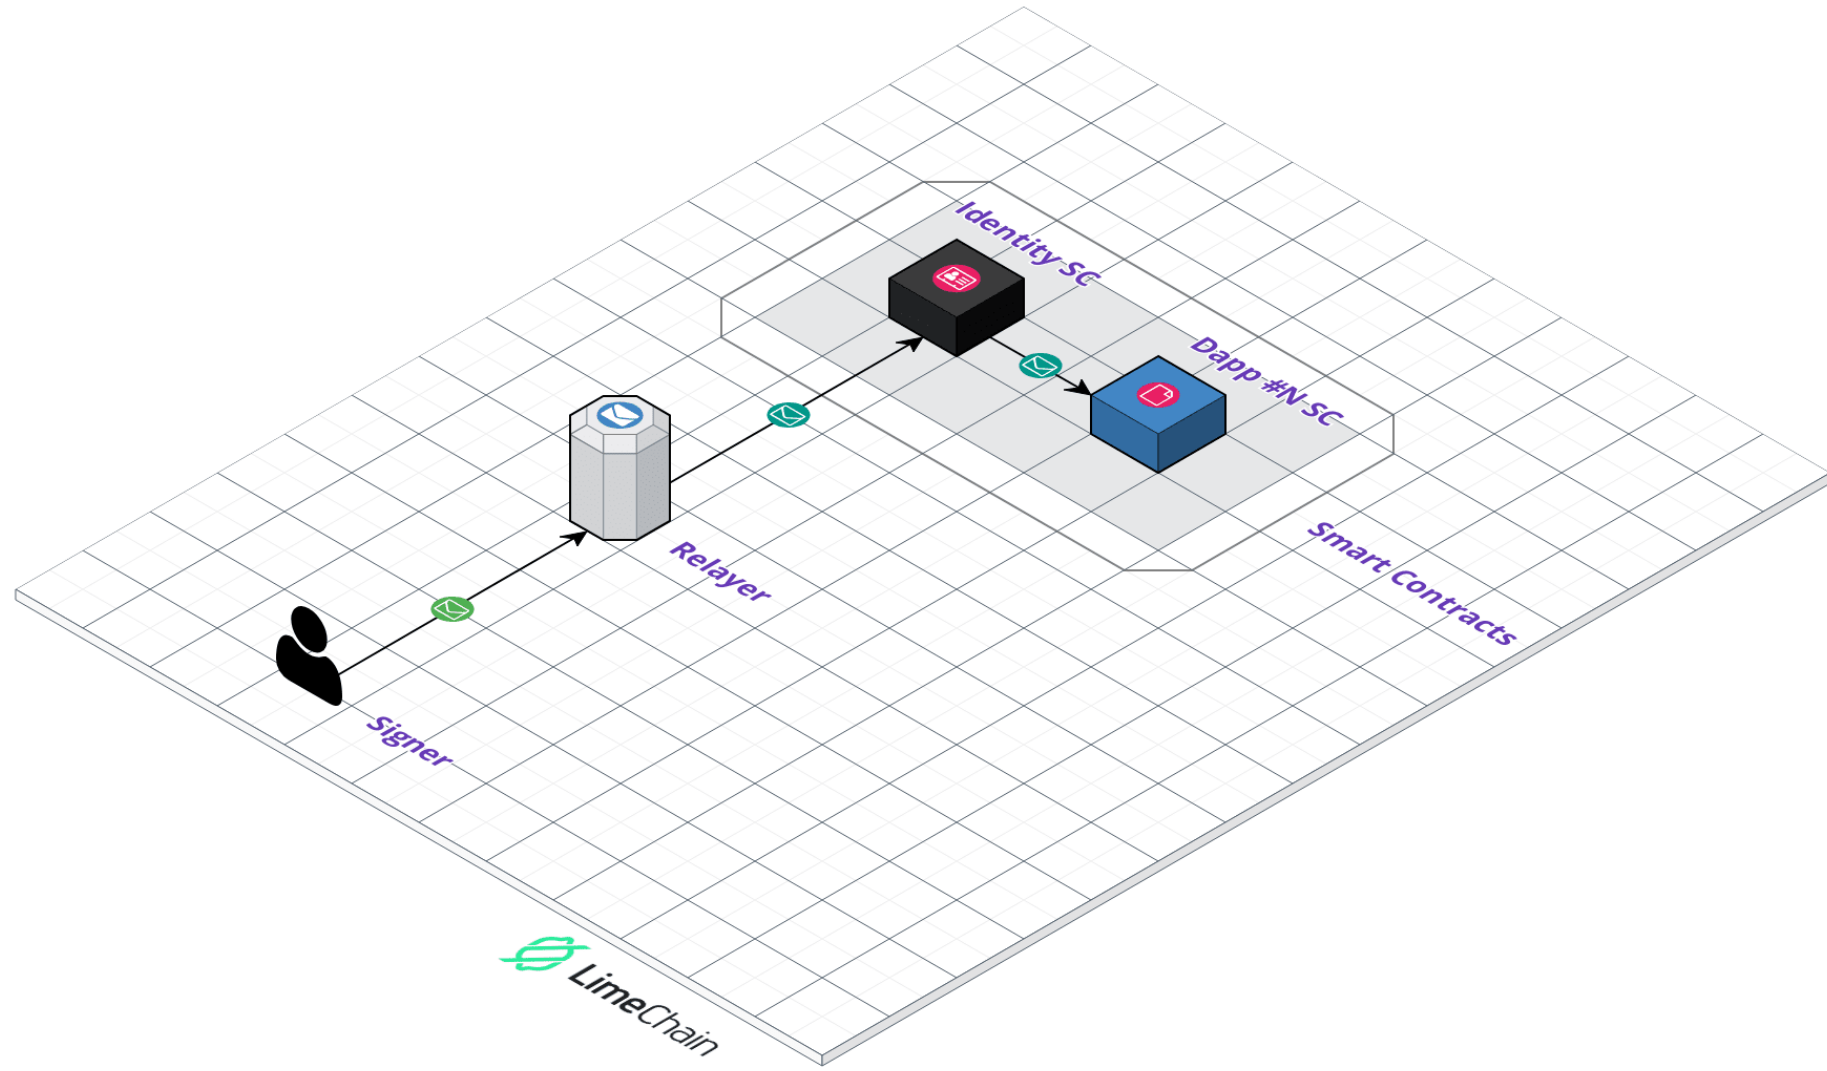 Identity SC
Dapp #N SC
Smart Contracts
Relayer
Signer
LimeChain